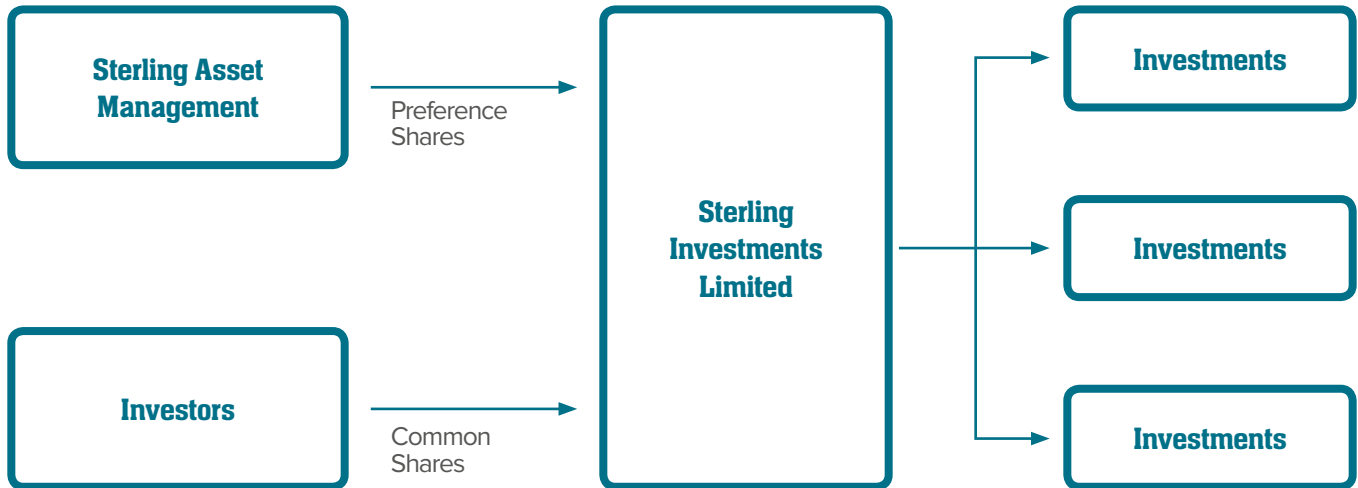 Sterling Asset
Management
Preference
Shares
Investors
Common
Shares
Sterling
Investments
Limited
Investments
Investments
Investments